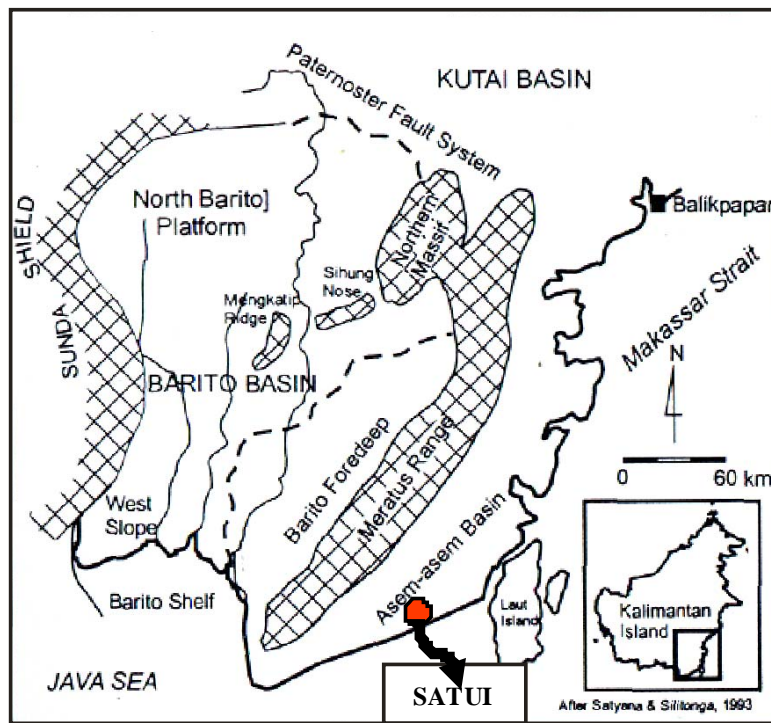 KUTAI BASIN
Paternoster Fault System
Balikpapan
North Barito]
Platform
Northern
Massif
SHIELD
SUNDA
Sihung
Nose
Mengkatip
Ridge
Makassar Strait
N
BARITO BASIN
0 60 km
Barito Foredeep
Meratus Range
West
Slope
Asem-asem Basin
Barito Shelf
Laut
Island
Kalimantan
Island
JAVA SEA
SATUI
After Satyana & Silitonga, 1993